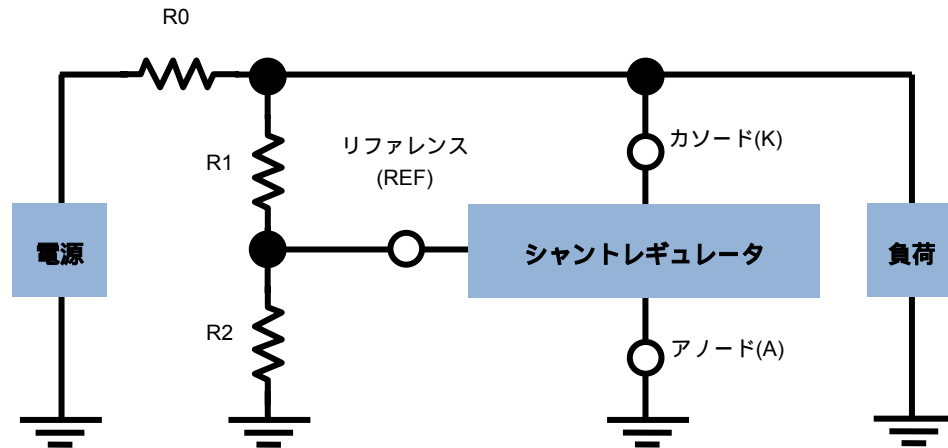 R0
R1
リファレンス
(REF)
カソード(K)
電源
シャントレギュレータ
負荷
R2
アノード(A)